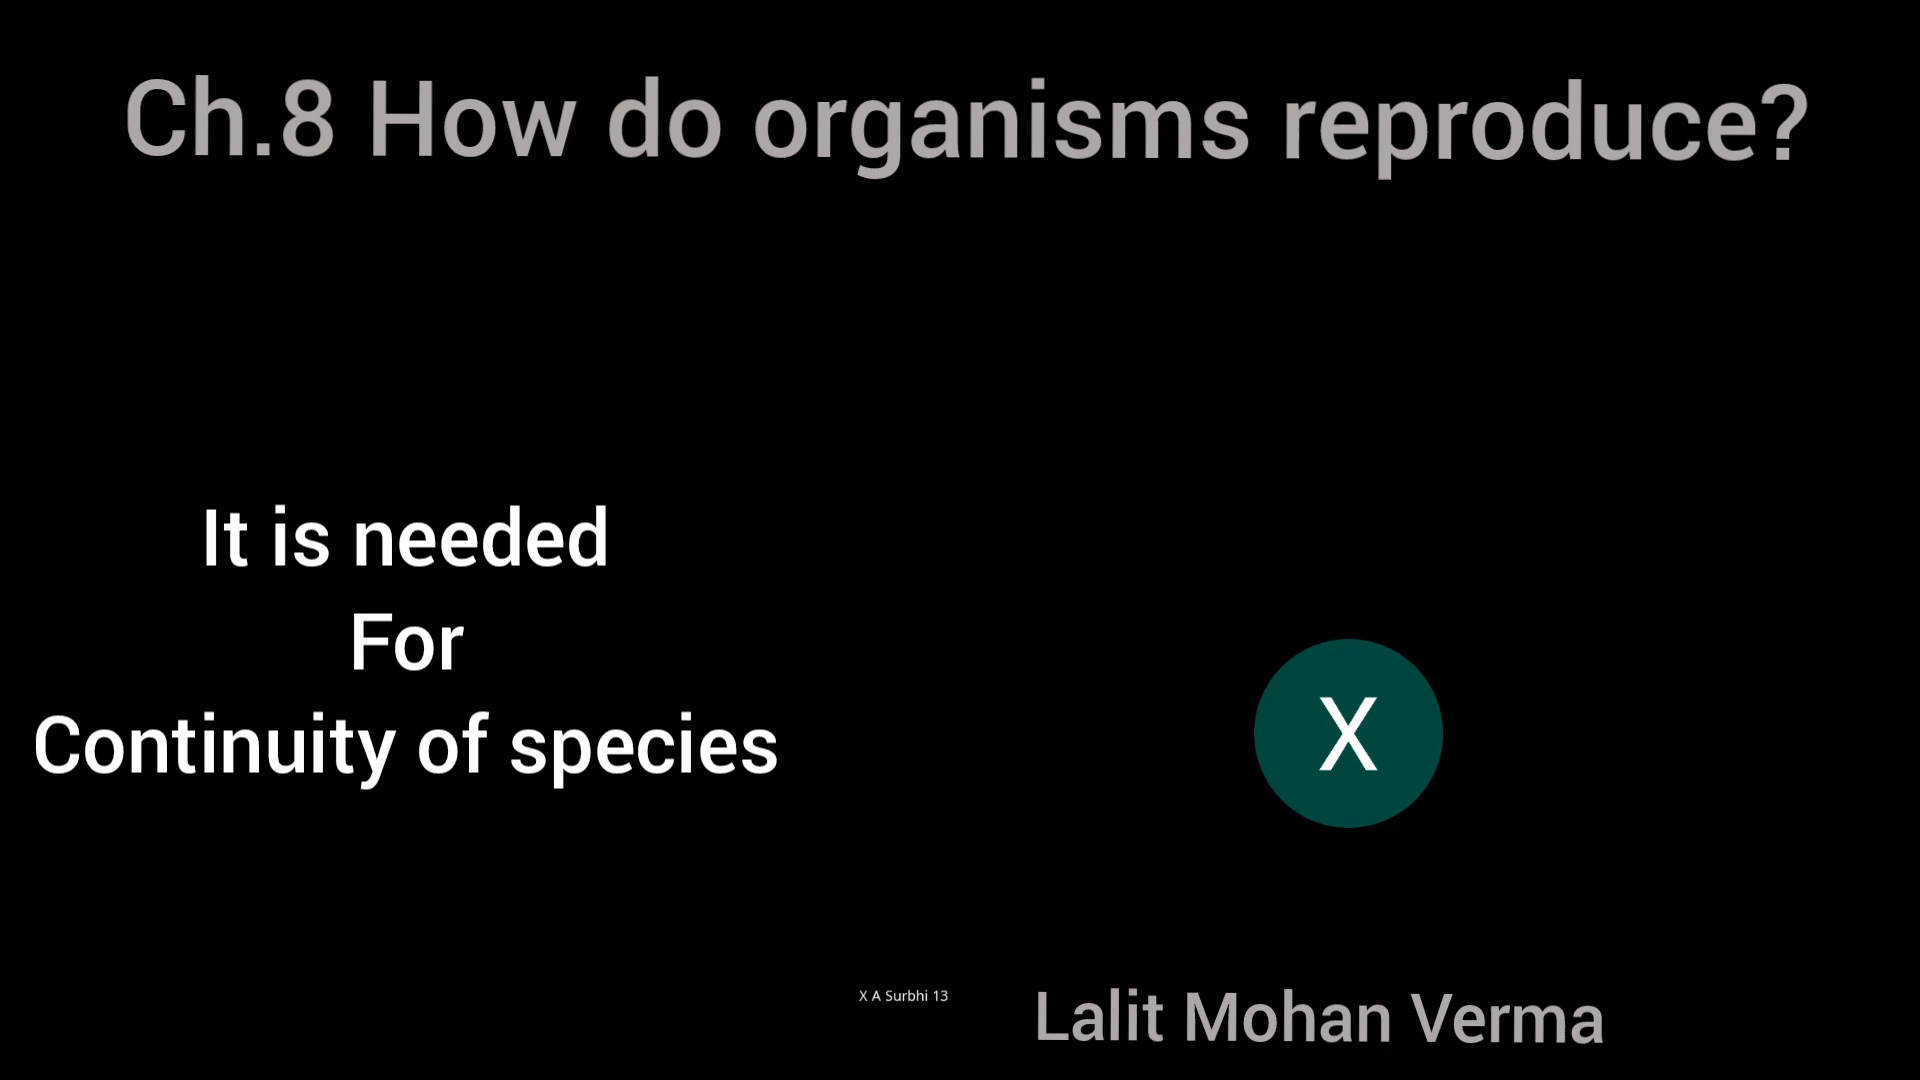 Ch.8 How do organisms reproduce?
It is needed
For
Continuity of species
X
X A Surbhi 13
Lalit Mohan Verma